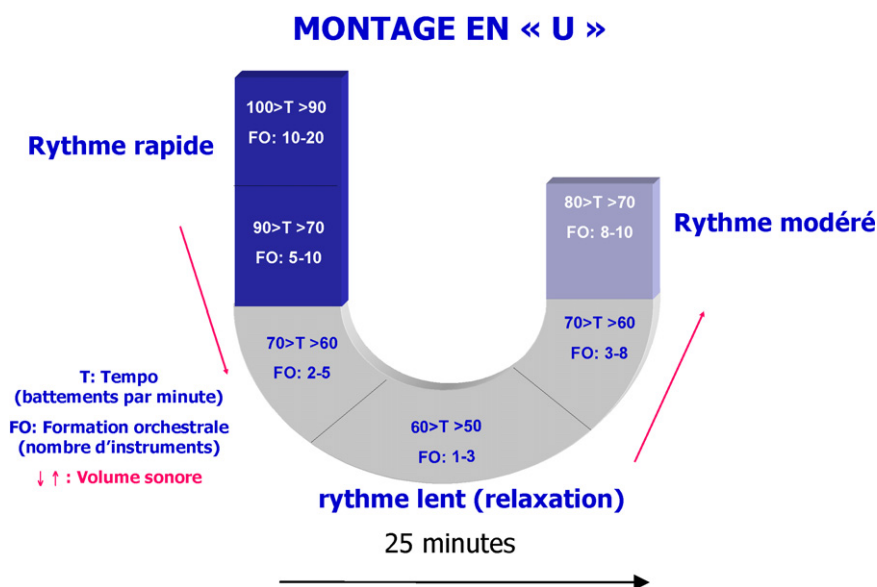 MONTAGE EN « U »
Rythme rapide
100>T >90
FO: 10-20
90>T >70
FO: 5-10
70>T >60
FO: 2-5
60>T >50
FO: 1-3
70>T >60
FO: 3-8
80>T >70
FO: 8-10
Rythme modéré
T: Tempo
(battements par minute)
FO: Formation orchestrale
(nombre d’instruments)
↓ ↑ : Volume sonore
rythme lent (relaxation)
25 minutes